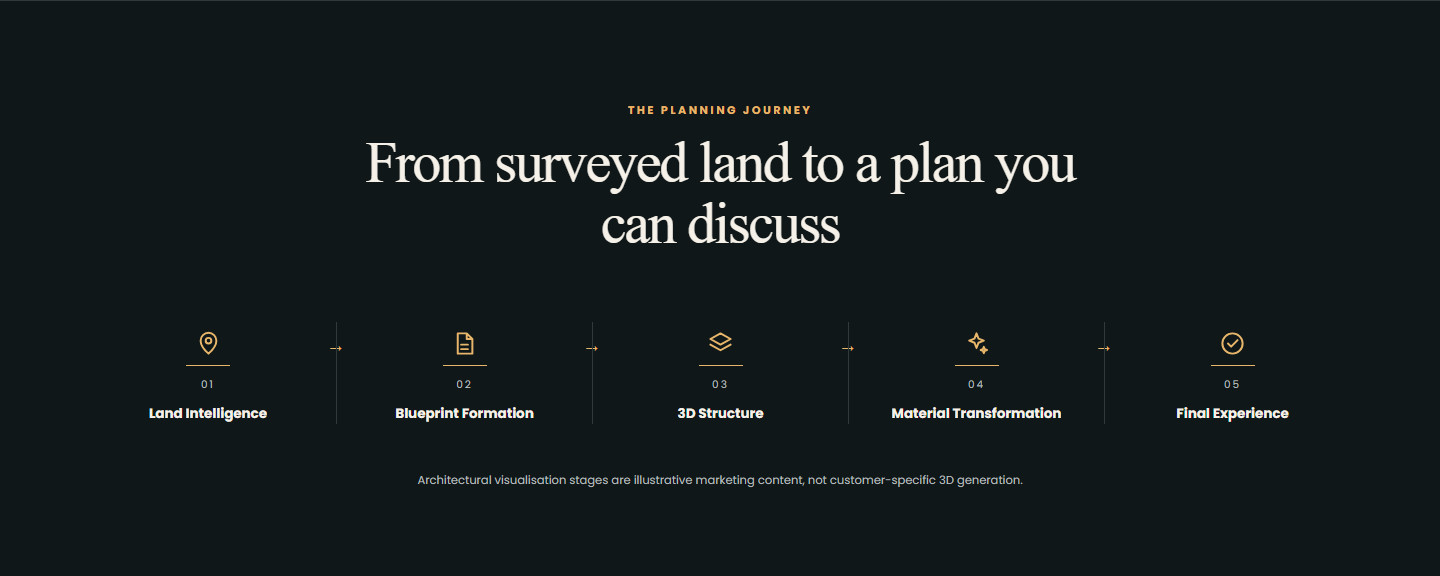 THE PLANNING JOURNEY
From surveyed land to a plan you
can discuss
→ → → →
01 02 03 04 05
Land Intelligence Blueprint Formation 3D Structure Material Transformation Final Experience
Architectural visualisation stages are illustrative marketing content, not customer-specific 3D generation.